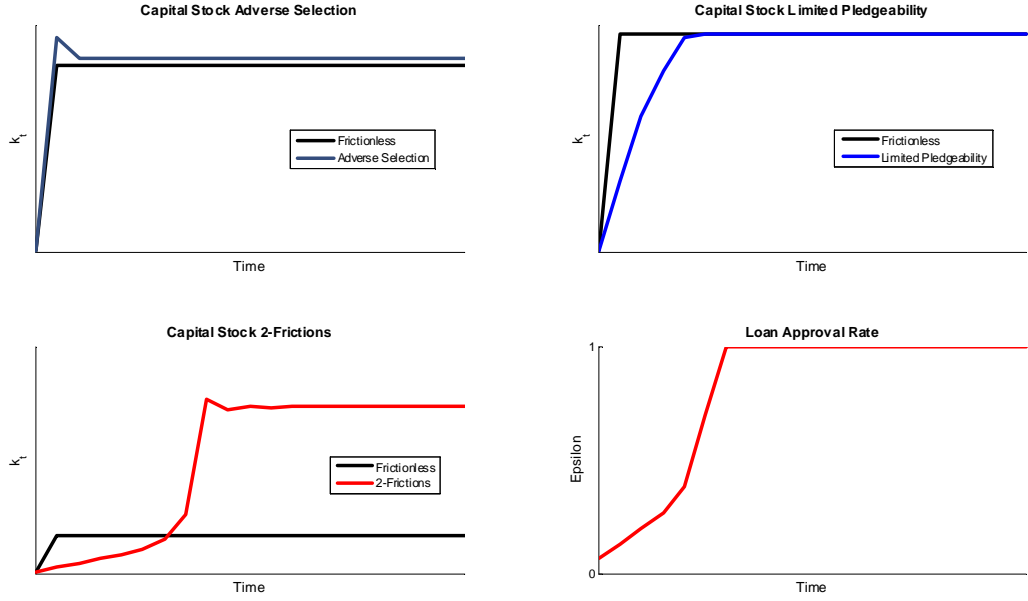 Capital Stock Adverse Selection
k_t
Frictionless
Adverse Selection
Time
Capital Stock Limited Pledgeability
k_t
Frictionless
Limited Pledgeability
Time
Capital Stock 2-Frictions
k_t
Frictionless
2-Frictions
Time
Loan Approval Rate
1
Epsilon
0
Time